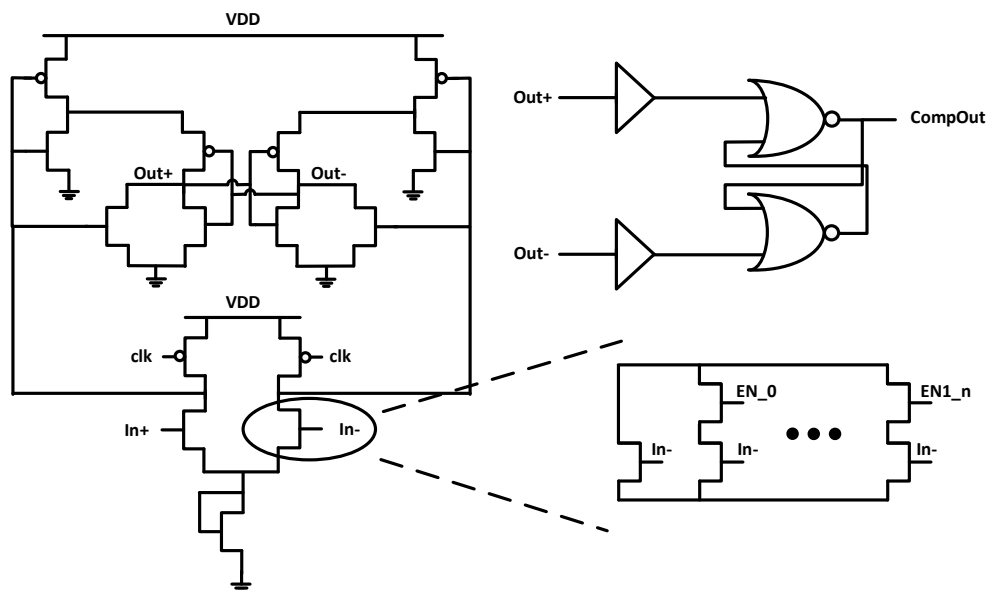 VDD
Out+
Out-
VDD
clk
clk
In+
In-
Out+
CompOut
Out-
EN_0
EN1_n
In-
In-
In-